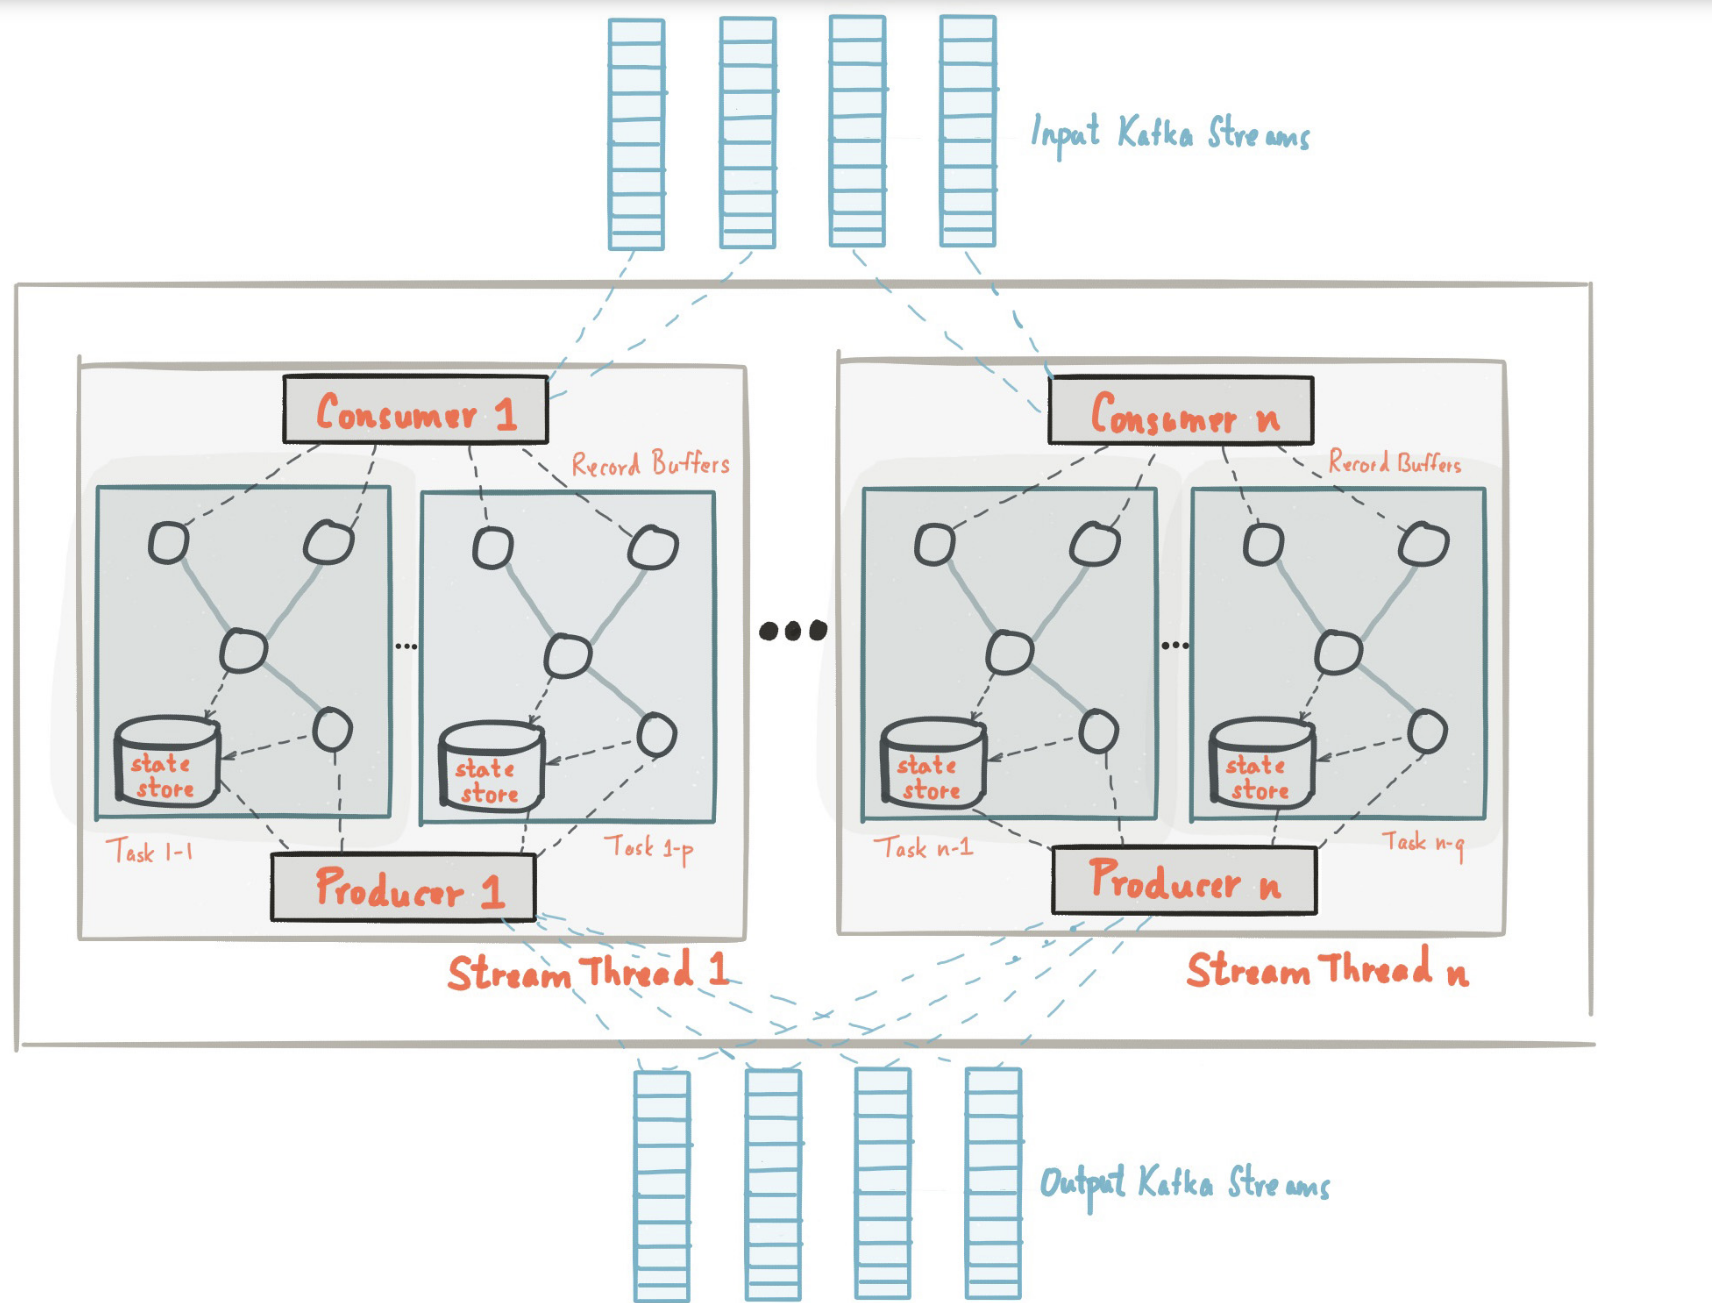 Input Kafka Streams
Consumer 1
Consumer n
Record Buffers
Record Buffers
state
store
state
store
state
store
state
store
Task 1-1
Task 1-p
Task n-1
Task n-q
Producer 1
Producer n
Stream Thread 1
Stream Thread n
Output Kafka Streams